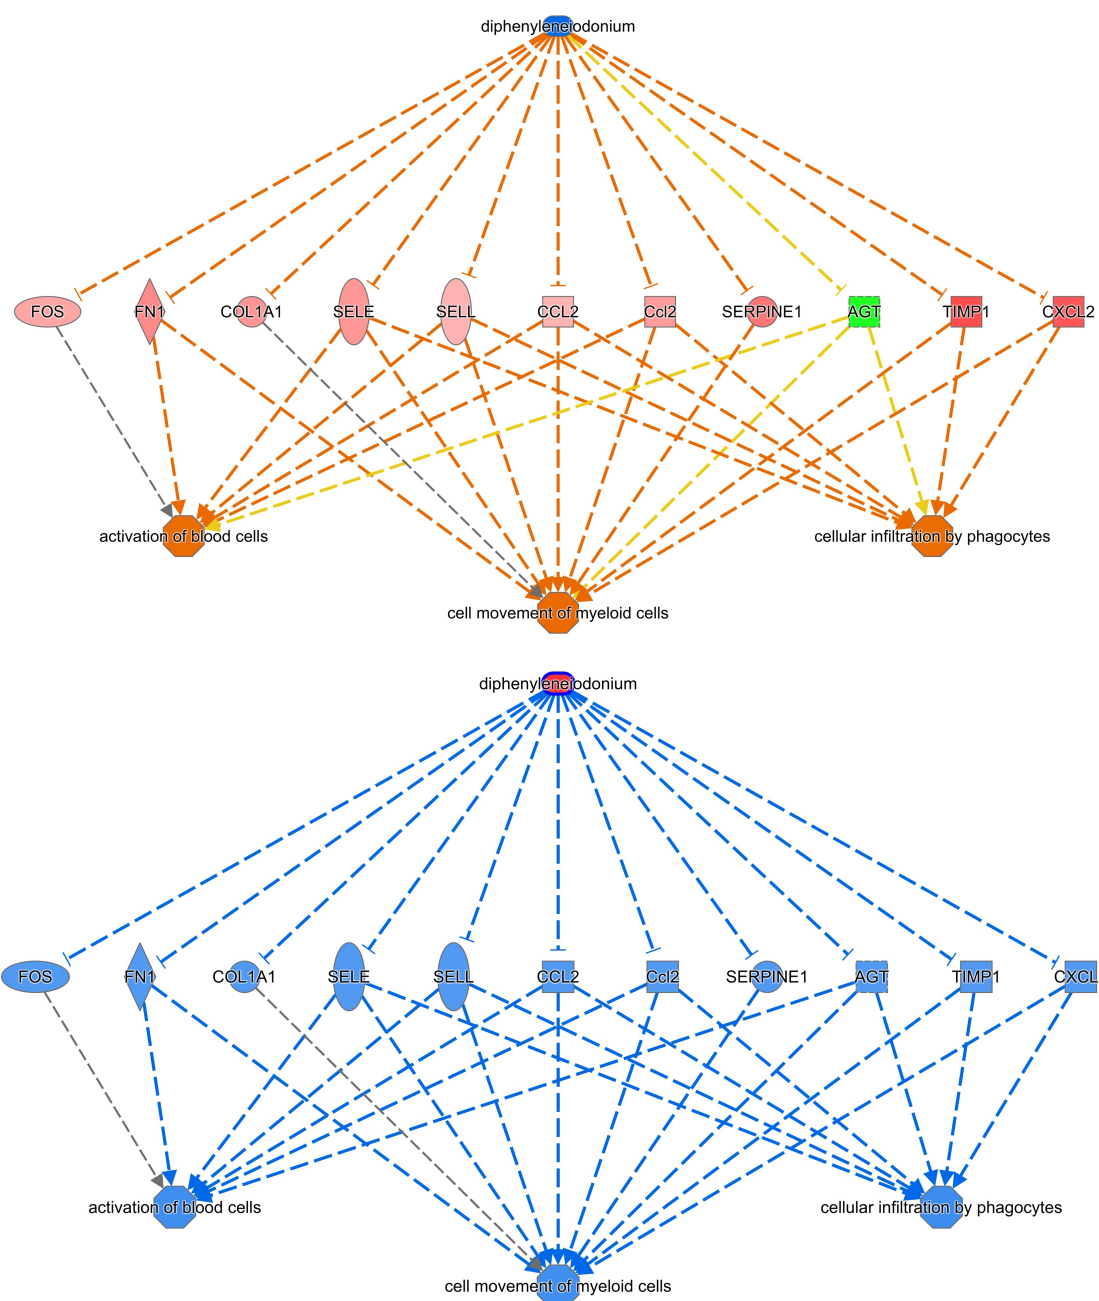 diphenyleneiodonium
FOS
FN1
COL1A1
SELE
SELL
CCL2
Ccl2
SERPINE1
AGT
TIMP1
CXCL2
activation of blood cells
cellular infiltration by phagocytes
cell movement of myeloid cells
diphenyleneiodonium
FOS
FN1
COL1A1
SELE
SELL
CCL2
Ccl2
SERPINE1
AGT
TIMP1
CXCL
activation of blood cells
cellular infiltration by phagocytes
cell movement of myeloid cells